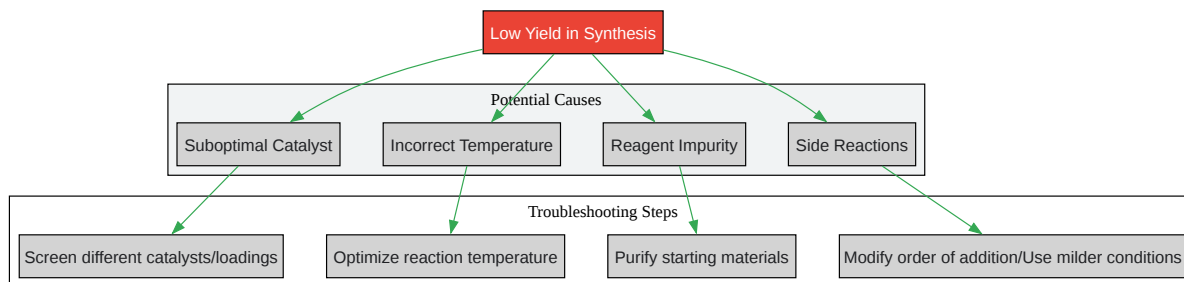 Low Yield in Synthesis
Potential Causes
Suboptimal Catalyst
Incorrect Temperature
Reagent Impurity
Side Reactions
Troubleshooting Steps
Screen different catalysts/loadings
Optimize reaction temperature
Purify starting materials
Modify order of addition/Use milder conditions